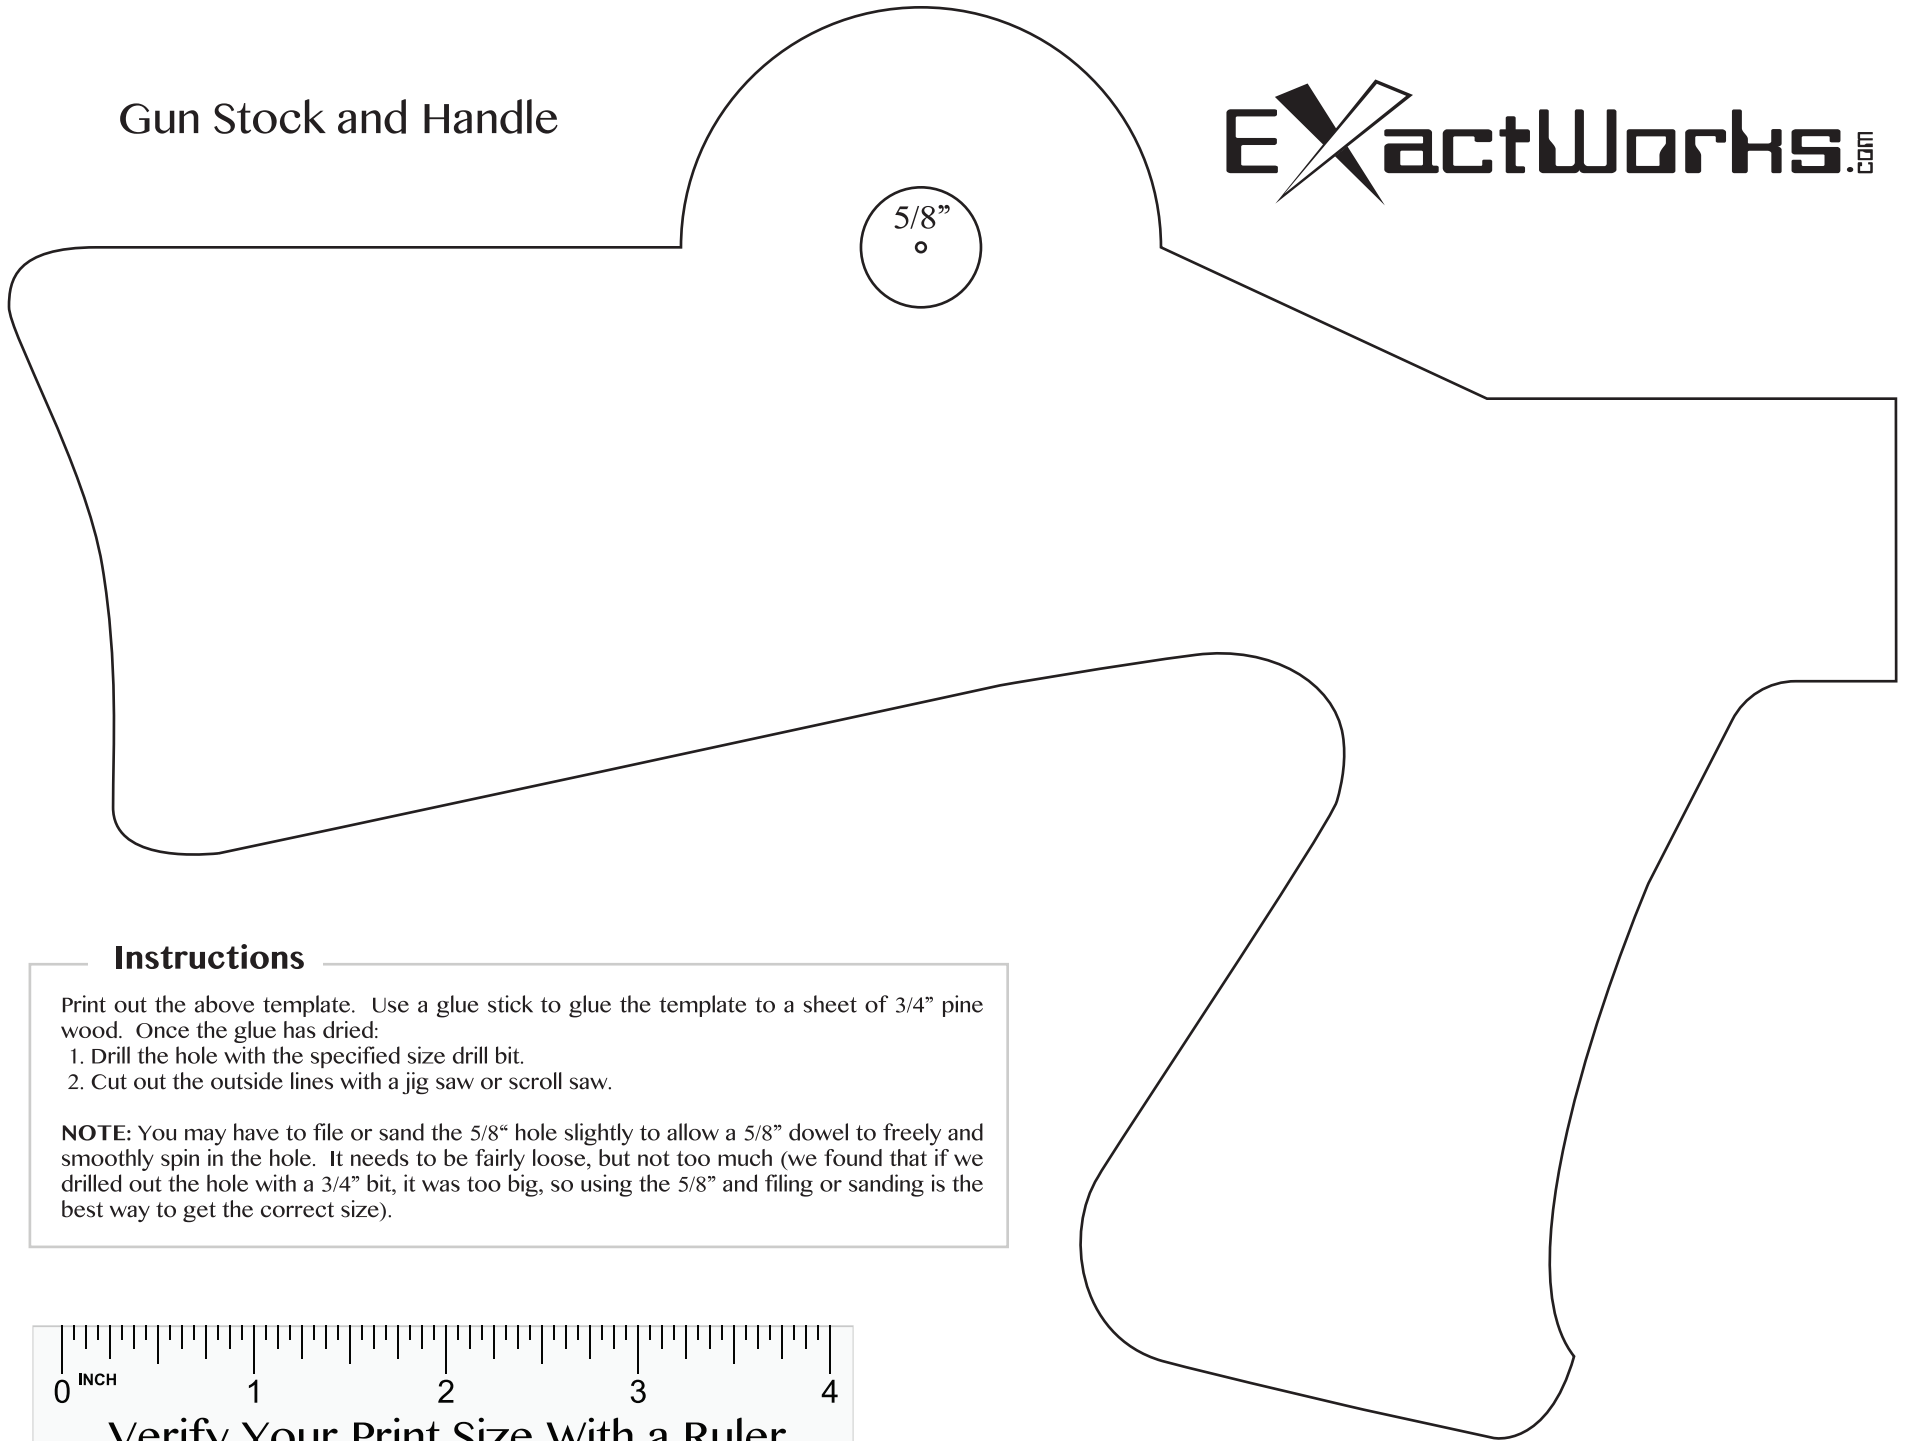 Gun Stock and Handle
EXactWorks.com
5/8”
Instructions
Print out the above template.  Use a glue stick to glue the template to a sheet of 3/4” pine
wood.  Once the glue has dried:
1. Drill the hole with the specified size drill bit.
2. Cut out the outside lines with a jig saw or scroll saw.
NOTE: You may have to file or sand the 5/8“ hole slightly to allow a 5/8” dowel to freely and
smoothly spin in the hole.  It needs to be fairly loose, but not too much (we found that if we
drilled out the hole with a 3/4” bit, it was too big, so using the 5/8” and filing or sanding is the
best way to get the correct size).
0 INCH 1 2 3 4
Verify Your Print Size With a Ruler